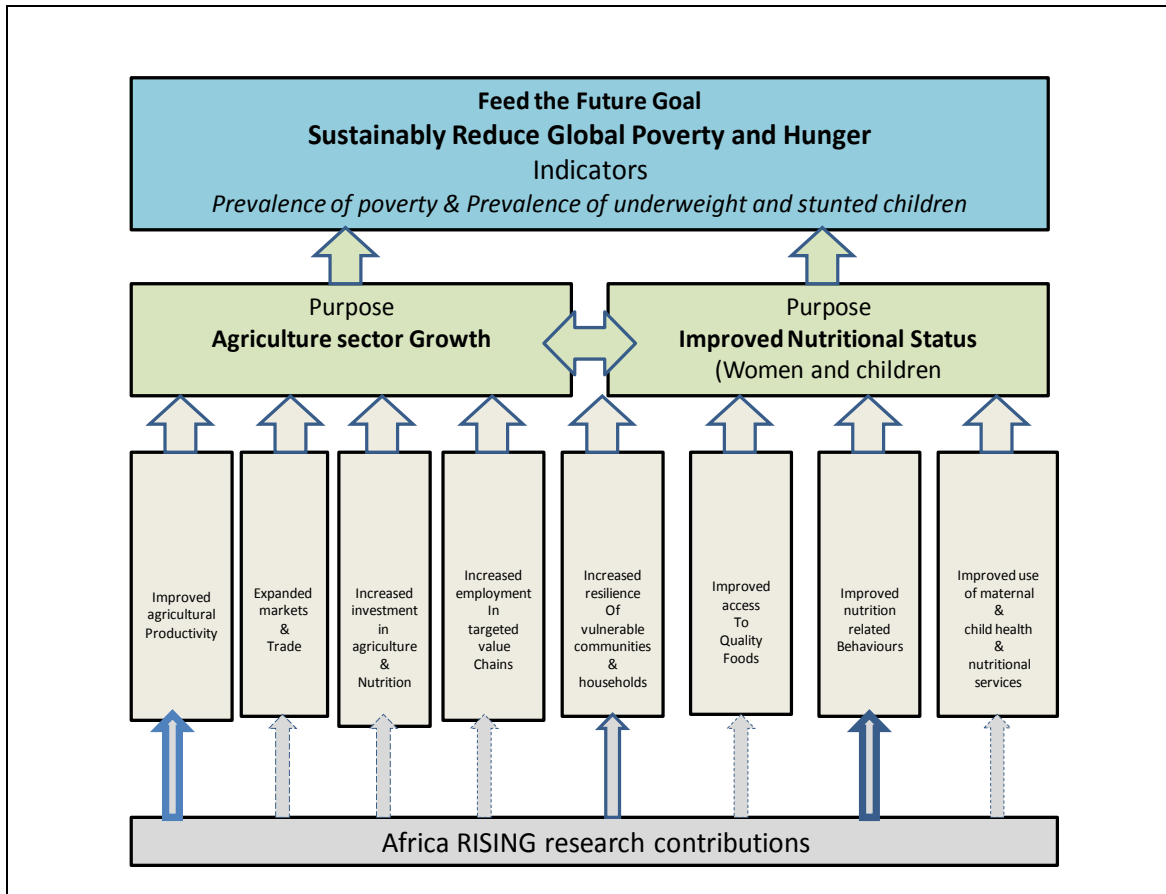 Feed the Future Goal
Sustainably Reduce Global Poverty and Hunger
Indicators
Prevalence of poverty & Prevalence of underweight and stunted children
Purpose
Agriculture sector Growth
Purpose
Improved Nutritional Status
(Women and children
Improved
agricultural
Productivity
Expanded
markets
&
Trade
Increased
investment
in
agriculture
&
Nutrition
Increased
employment
In
targeted
value
Chains
Increased
resilience
Of
vulnerable
communities
&
households
Improved
access
To
Quality
Foods
Improved
nutrition
related
Behaviours
Improved use
of maternal
&
child health
&
nutritional
services
Africa RISING research contributions